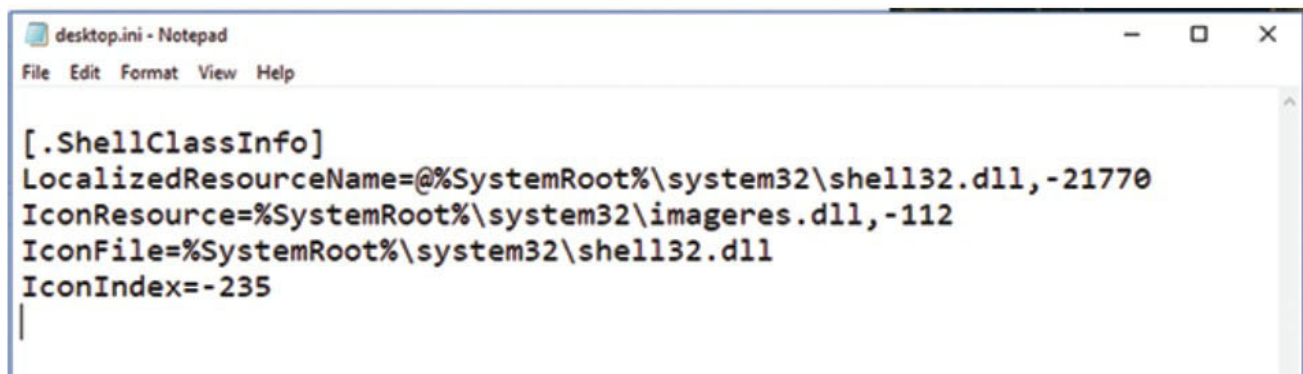 desktop.ini - Notepad
File Edit Format View Help
[.ShellClassInfo]
LocalizedResourceName=@%SystemRoot%\system32\shell32.dll,-21770
IconResource=%SystemRoot%\system32\imageres.dll,-112
IconFile=%SystemRoot%\system32\shell32.dll
IconIndex=-235